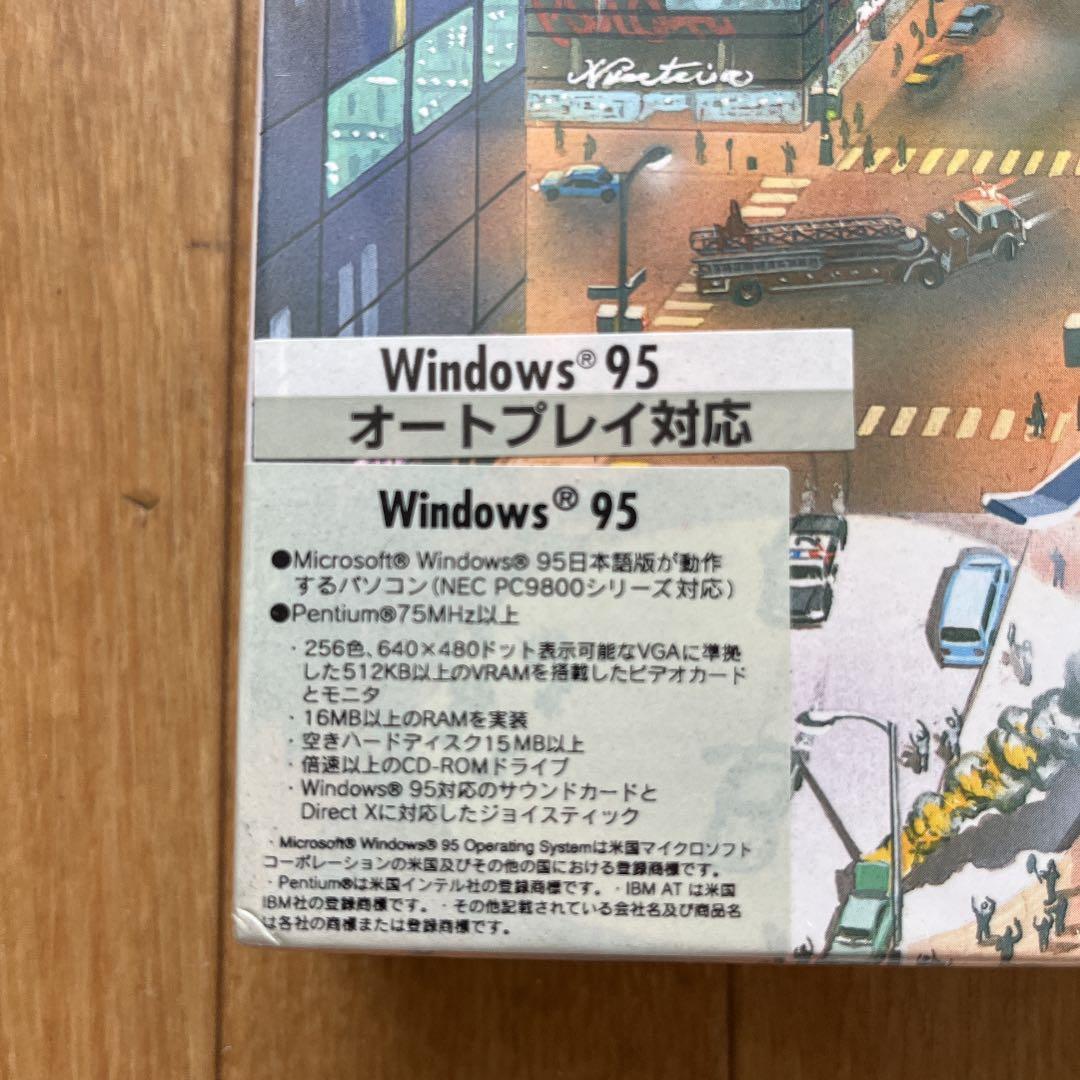 Windows® 95
オートプレイ対応
Windows® 95
●Microsoft® Windows® 95日本語版が動作
するパソコン(NEC PC9800シリーズ対応)
●Pentium®75MHz以上
・256色、640×480ドット表示可能なVGAに準拠
した512KB以上のVRAMを搭載したビデオカード
とモニタ
・16MB以上のRAMを実装
・空きハードディスク15MB以上
・倍速以上のCD-ROMドライブ
・Windows® 95対応のサウンドカードと
Direct Xに対応したジョイスティック
・Microsoft® Windows® 95 Operating Systemは米国マイクロソフト
コーポレーションの米国及びその他の国における登録商標です。
・Pentium®は米国インテル社の登録商標です。・IBM AT は米国
IBM社の登録商標です。・その他記載されている会社名及び商品名
は各社の商標または登録商標です。